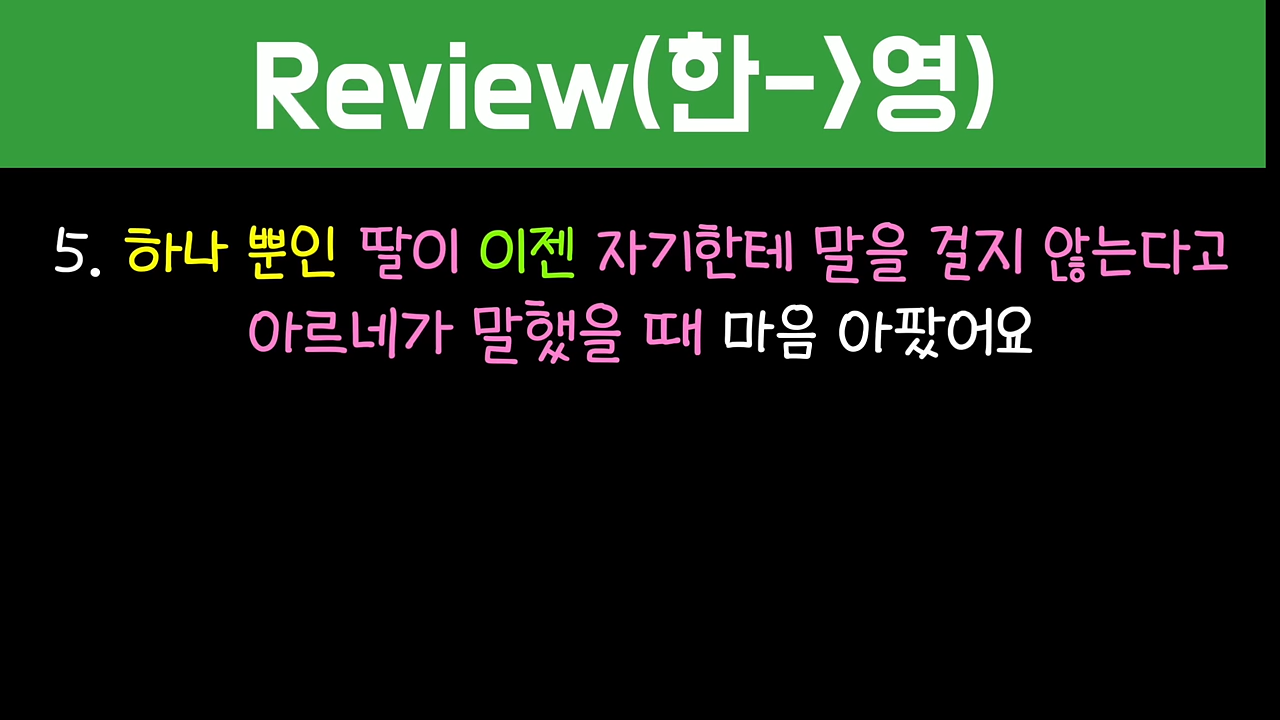 Review(한->영)
5. 하나 뿐인 딸이 이젠 자기한테 말을 걸지 않는다고
아르네가 말했을 때 마음 아팠어요